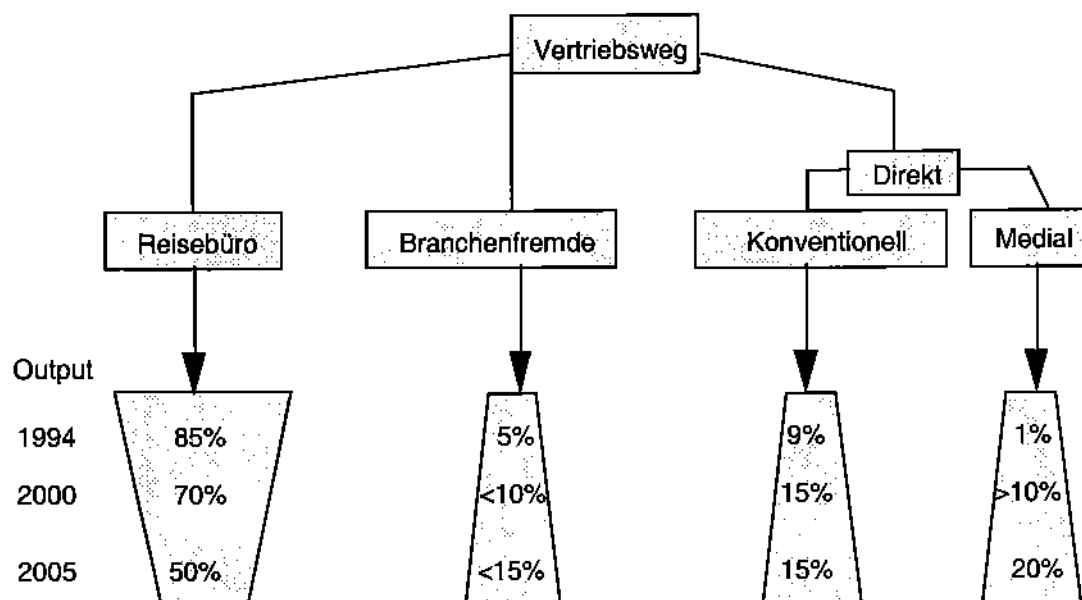 Vertriebsweg
Direkt
Reisebüro Branchenfremde Konventionell Medial
Output
1994 85% 5% 9% 1%
2000 70% <10% 15% >10%
2005 50% <15% 15% 20%